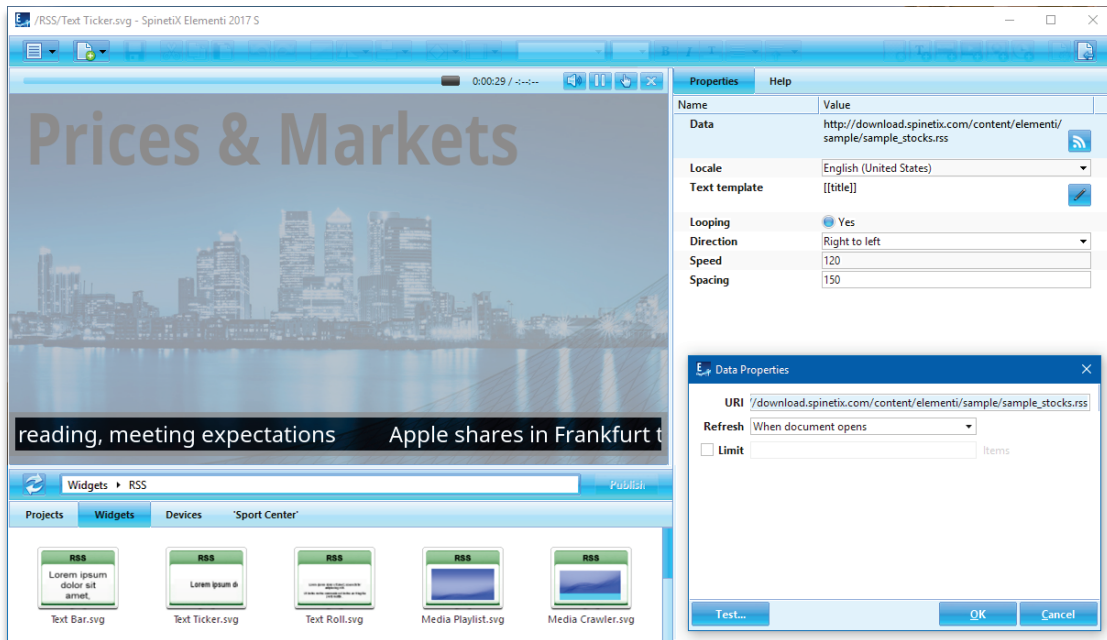 /RSS/Text Ticker.svg - SpinetiX Elementi 2017 S
0:00:29 / -:--:--
Prices & Markets
reading, meeting expectations Apple shares in Frankfurt t
Widgets RSS
Publish
Projects Widgets Devices 'Sport Center'
RSS RSS RSS RSS RSS
Lorem ipsum
dolor sit
amet,
Lorem ipsum d
Text Bar.svg Text Ticker.svg Text Roll.svg Media Playlist.svg Media Crawler.svg
Properties Help
Name Value
Data http://download.spinetix.com/content/elementi/
sample/sample_stocks.rss
Locale English (United States)
Text template [[title]]
Looping Yes
Direction Right to left
Speed 120
Spacing 150
Data Properties
URI '/download.spinetix.com/content/elementi/sample/sample_stocks.rss
Refresh When document opens
Limit Items
Test... OK Cancel